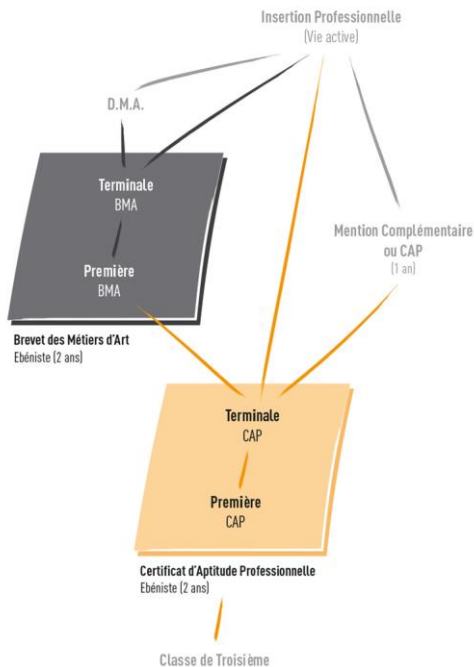 Insertion Professionnelle
(Vie active)
D.M.A.
Terminale
BMA
Première
BMA
Brevet des Métiers d'Art
Ebéniste (2 ans)
Mention Complémentaire
ou CAP
(1 an)
Terminale
CAP
Première
CAP
Certificat d'Aptitude Professionnelle
Ebéniste (2 ans)
Classe de Troisième